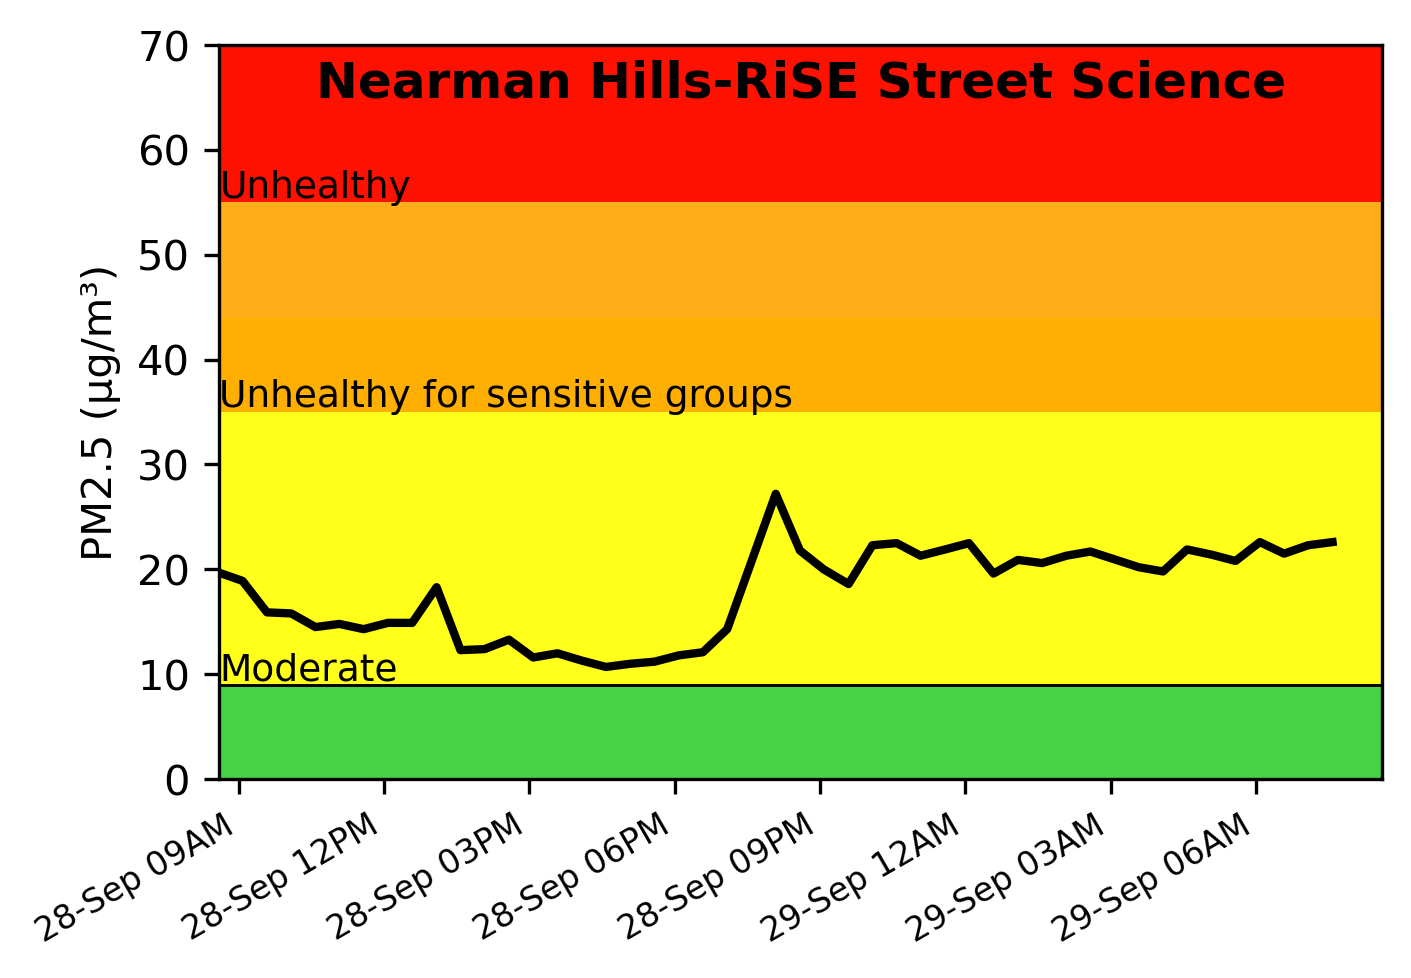 Nearman Hills-RiSE Street Science
70
60
50
40
30
20
10
0
PM2.5 (µg/m³)
Unhealthy
Unhealthy for sensitive groups
Moderate
28-Sep 09AM
28-Sep 12PM
28-Sep 03PM
28-Sep 06PM
28-Sep 09PM
29-Sep 12AM
29-Sep 03AM
29-Sep 06AM